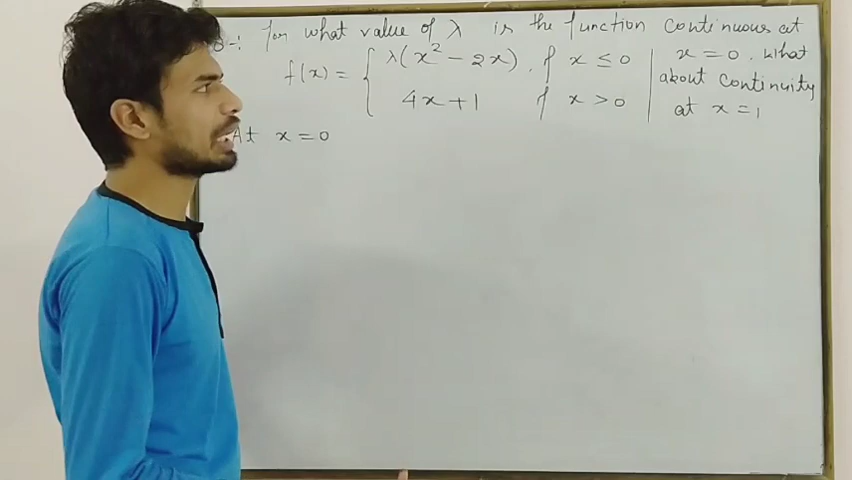 Q-: For what value of λ is the function continuous at
f(x) = { λ(x² - 2x), if x ≤ 0
4x+1 if x > 0
x = 0. What
about continuity
at x = 1
At x = 0